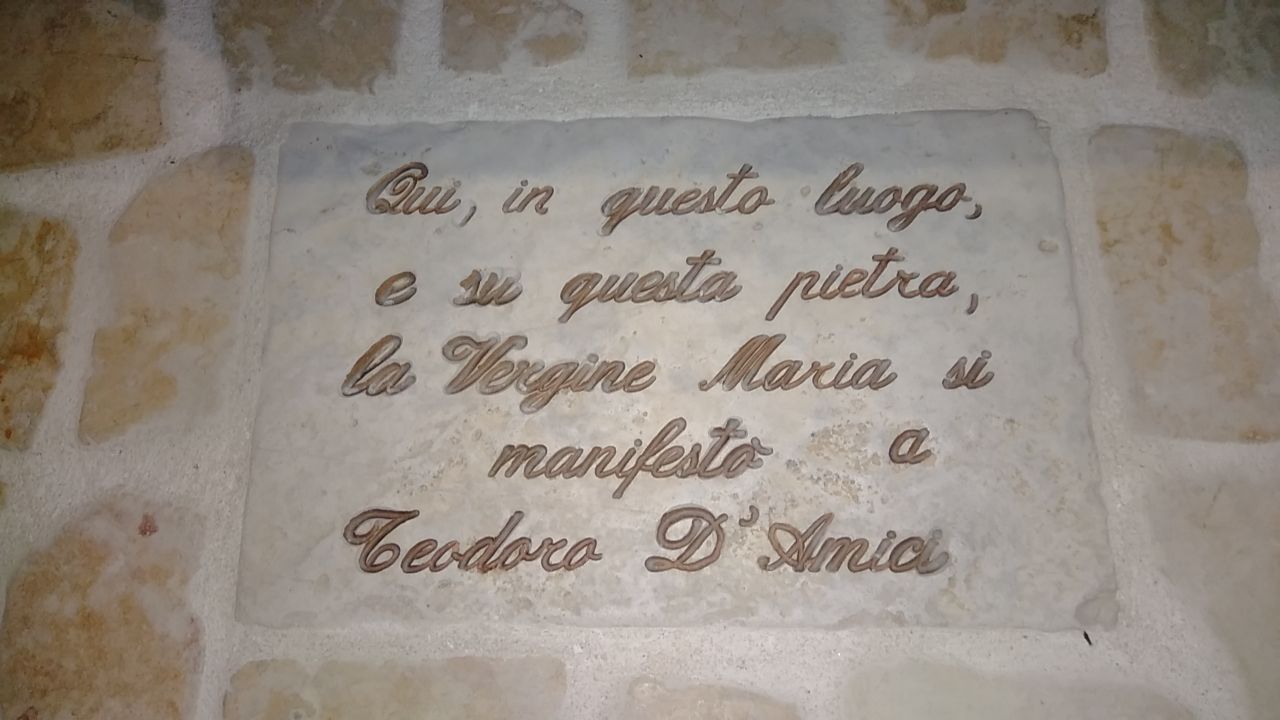 Qui, in questo luogo,
e su questa pietra,
la Vergine Maria si
manifestò a
Teodoro D'Amici